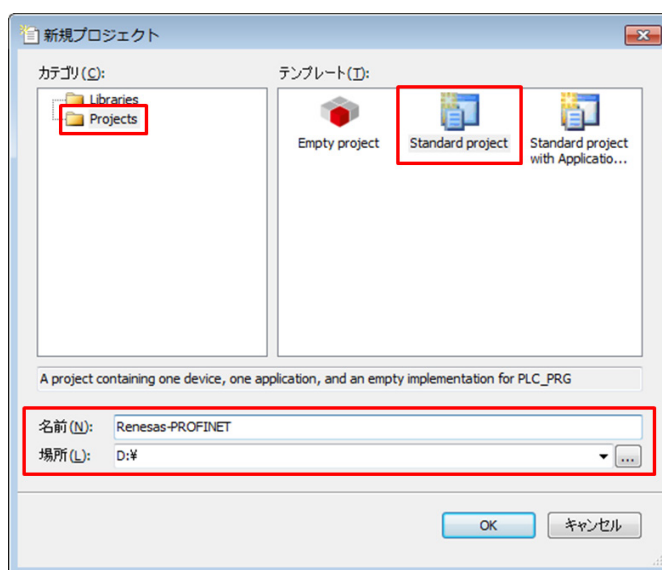 新規プロジェクト
カテゴリ(C):
テンプレート(T):
Libraries
Projects
Empty project
Standard project
Standard project
with Applicatio...
A project containing one device, one application, and an empty implementation for PLC_PRG
名前(N):
Renesas-PROFINET
場所(L):
D:¥
...
OK
キャンセル